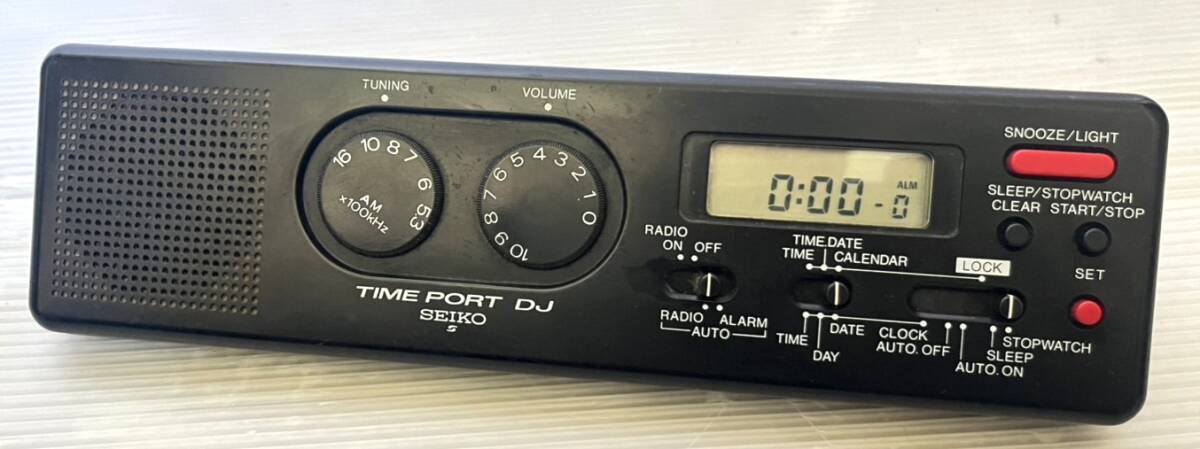 TUNING
16 10 8 7 6 5.3
AM
x100kHz
VOLUME
0 1 2 3 4 5 6 7 8 9 10
TIME PORT DJ
SEIKO
S
0:00 -0
ALM
RADIO
ON OFF
RADIO ALARM
AUTO
TIME.DATE
TIME CALENDAR
TIME DATE
DAY
LOCK
CLOCK
AUTO.OFF
AUTO.ON
SLEEP
STOPWATCH
SNOOZE/LIGHT
SLEEP/STOPWATCH
CLEAR START/STOP
SET